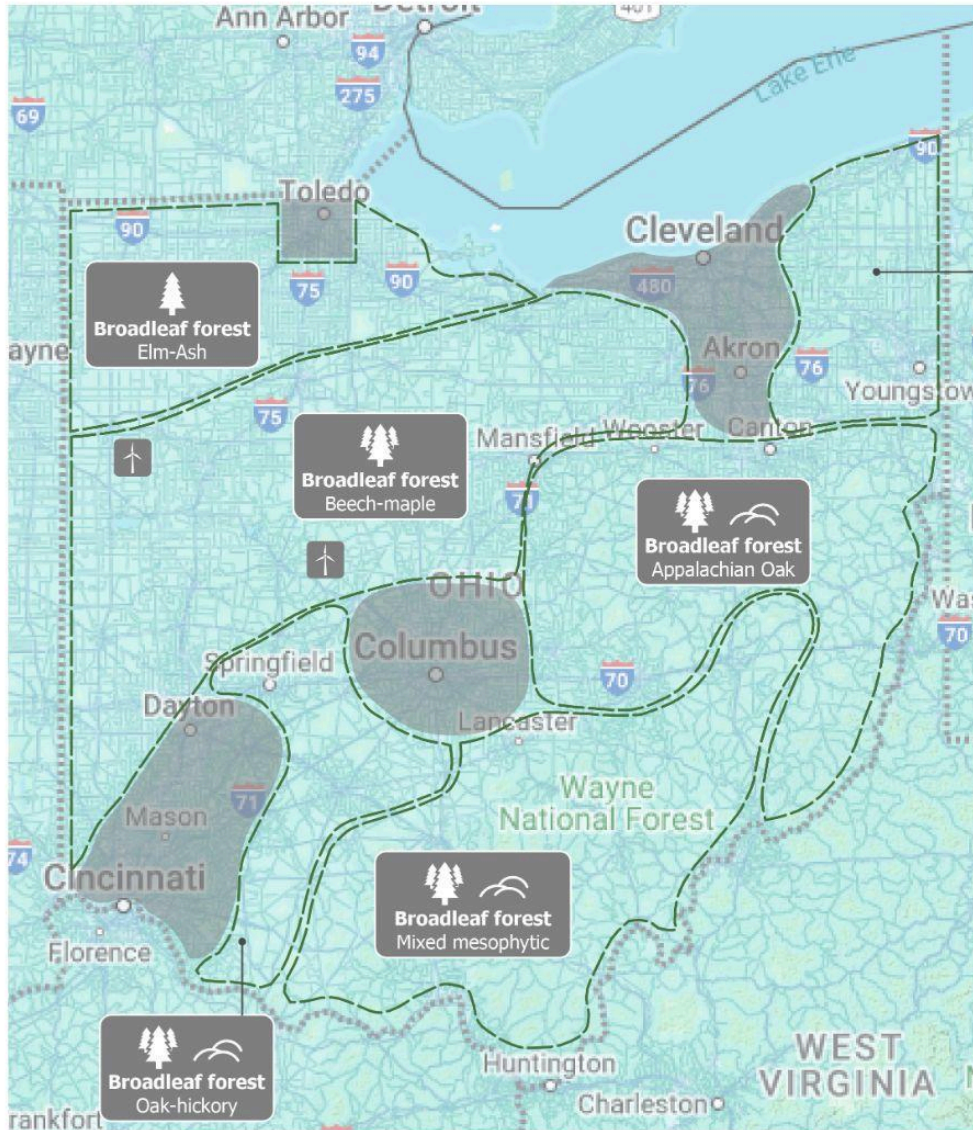 Ann Arbor
Detroit
401
94
275
69
Lake Erie
90
Toledo
90
Cleveland
75
90
480
Broadleaf forest
Elm-Ash
ayne
Akron
76
76
Youngstow
75
Mansfield
Wooster
Canton
Broadleaf forest
Beech-maple
71
Broadleaf forest
Appalachian Oak
OHIO
Was
70
Columbus
Springfield
70
Dayton
Lancaster
71
Wayne
National Forest
Mason
74
Cincinnati
Broadleaf forest
Mixed mesophytic
Florence
Broadleaf forest
Oak-hickory
Huntington
WEST
VIRGINIA
Charleston
rankfort